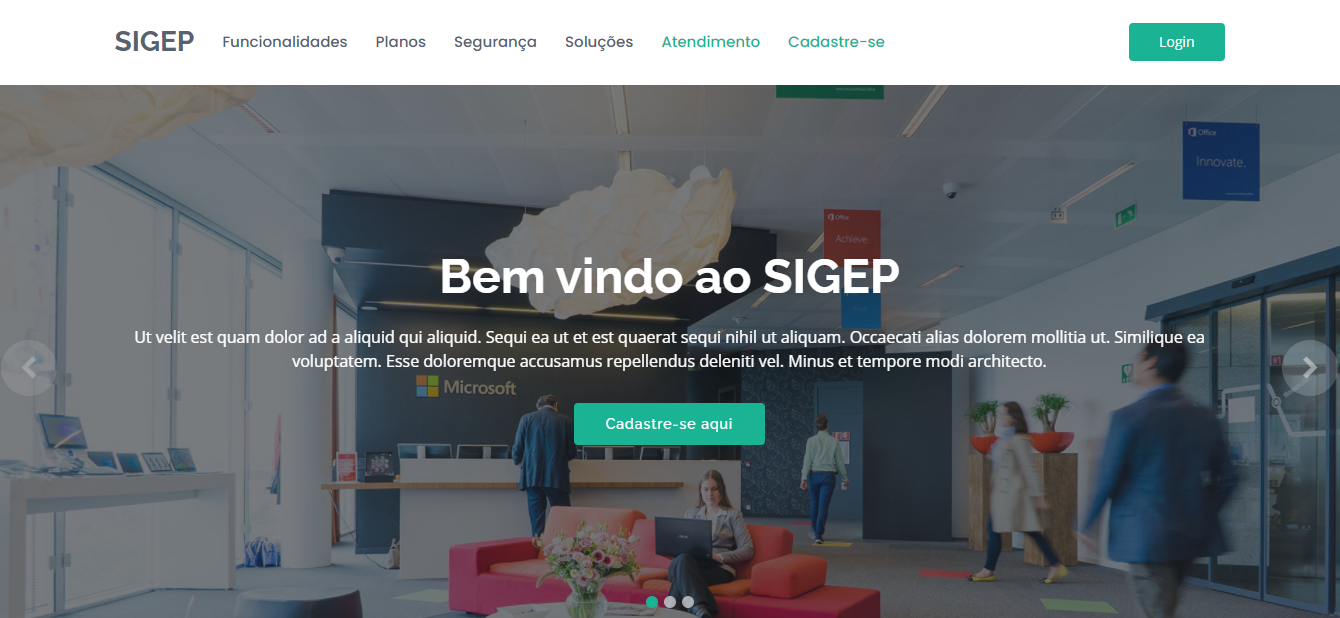 SIGEP
Funcionalidades
Planos
Segurança
Soluções
Atendimento
Cadastre-se
Login
Office
Innovate.
Office
Achieve.
Bem vindo ao SIGEP
Ut velit est quam dolor ad a aliquid qui aliquid. Sequi ea ut et est quaerat sequi nihil ut aliquam. Occaecati alias dolorem mollitia ut. Similique ea
voluptatem. Esse doloremque accusamus repellendus deleniti vel. Minus et tempore modi architecto.
Microsoft
Cadastre-se aqui